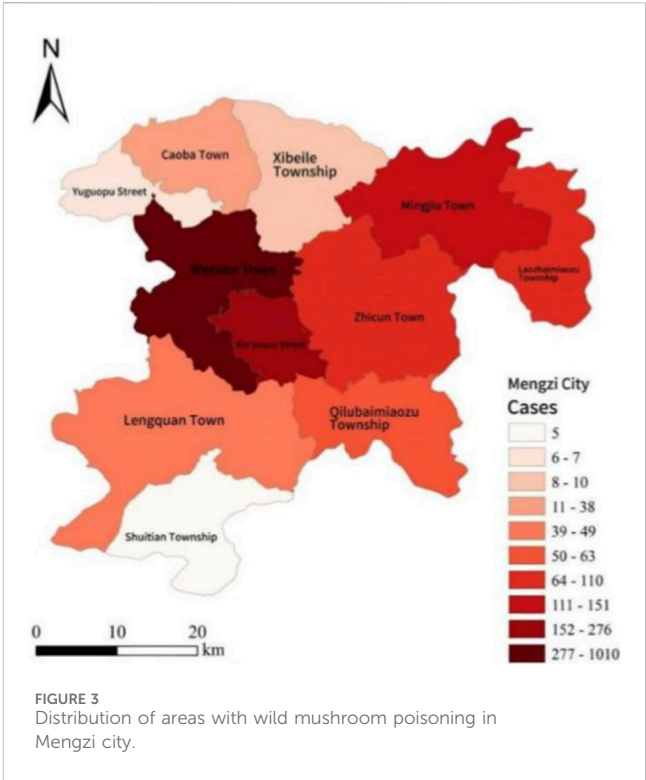 N
Caoba Town
Xibeile
Township
Yuguopu Street
Mingjiu Town
Wenlan Town
Laozhaimiaozu
Township
Zhicun Town
Xin'ansuo Street
Lengquan Town
Qilubaimiaozu
Township
Shuitian Township
Mengzi City
Cases
5
6 - 7
8 - 10
11 - 38
39 - 49
50 - 63
64 - 110
111 - 151
152 - 276
277 - 1010
0 10 20
km
FIGURE 3
Distribution of areas with wild mushroom poisoning in
Mengzi city.